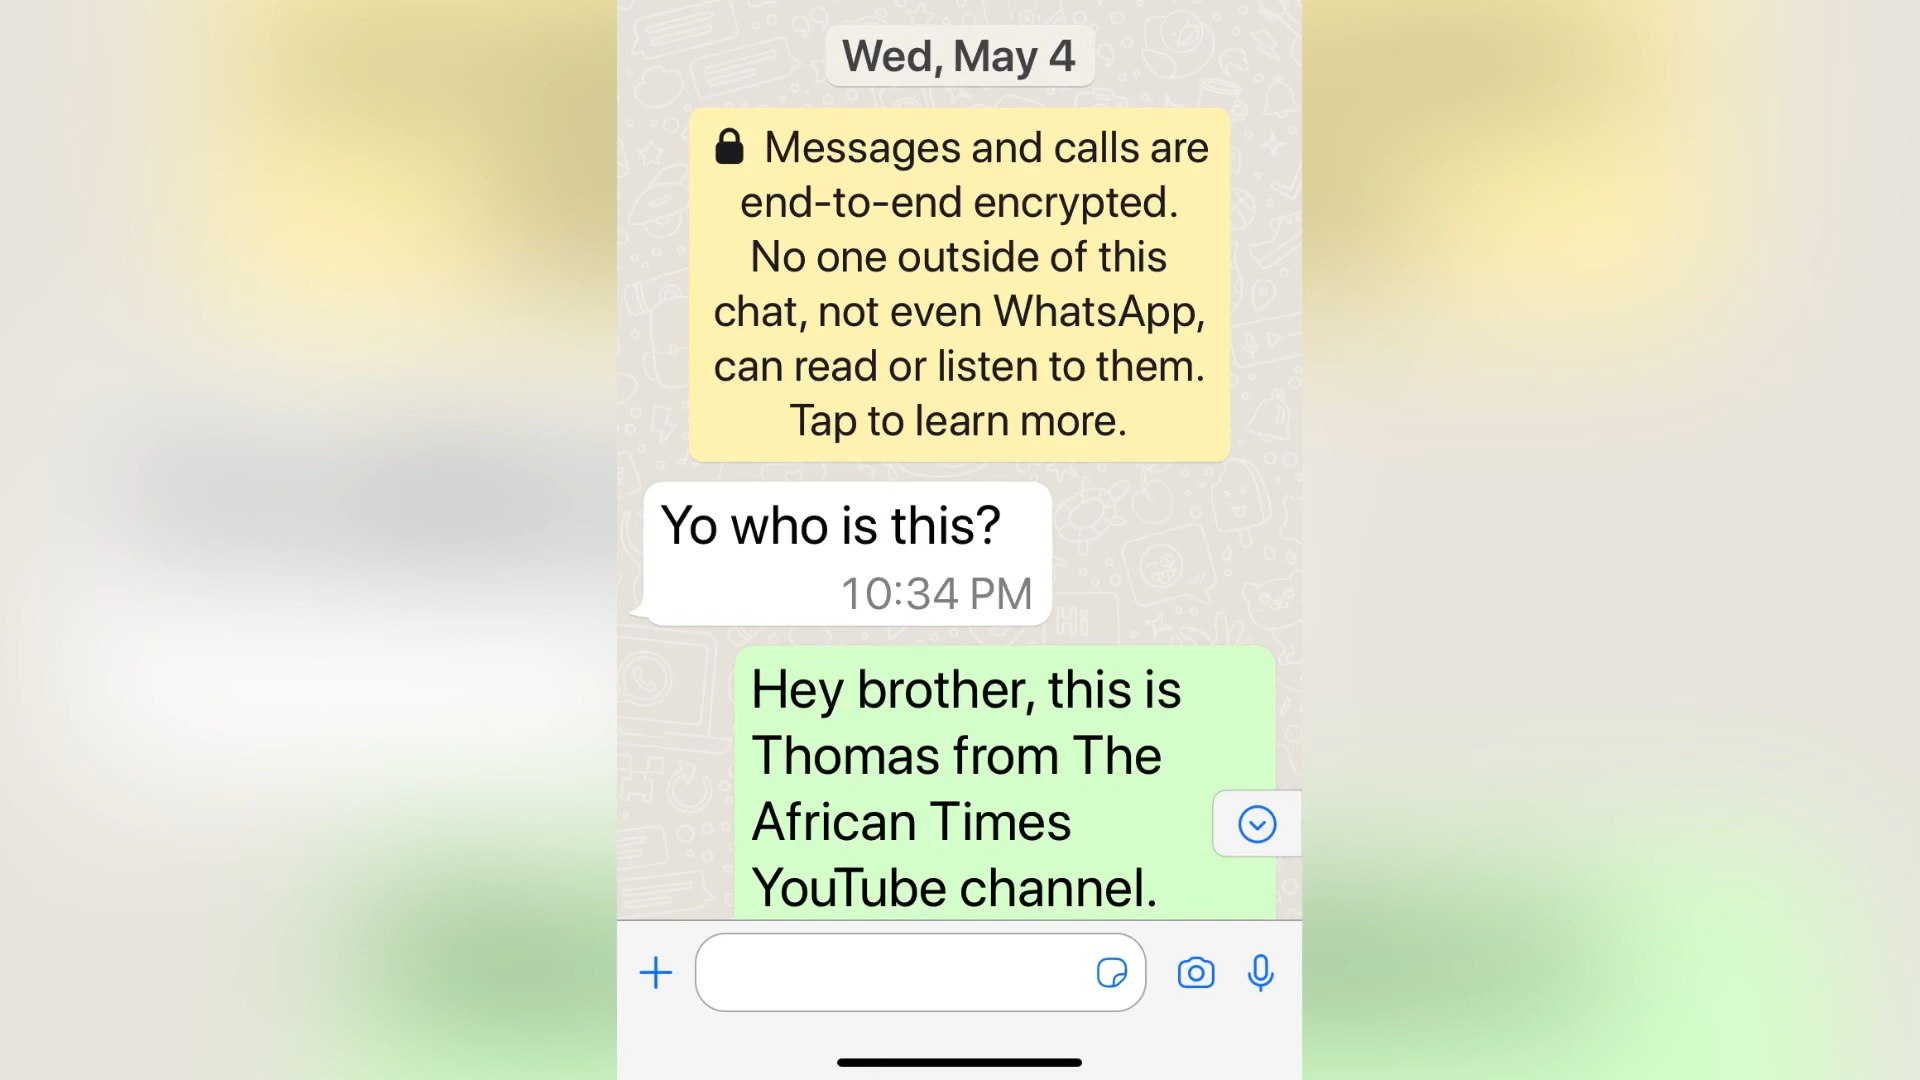 Wed, May 4
Messages and calls are
end-to-end encrypted.
No one outside of this
chat, not even WhatsApp,
can read or listen to them.
Tap to learn more.
Yo who is this?
10:34 PM
Hi
Hey brother, this is
Thomas from The
African Times
YouTube channel.